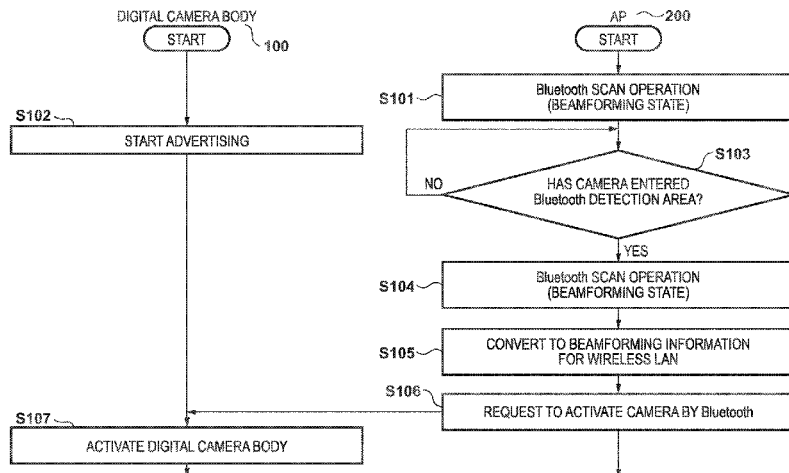 DIGITAL CAMERA BODY
START
100
AP
200
START
S101
Bluetooth SCAN OPERATION
(BEAMFORMING STATE)
S102
START ADVERTISING
S103
HAS CAMERA ENTERED
Bluetooth DETECTION AREA?
NO
YES
S104
Bluetooth SCAN OPERATION
(BEAMFORMING STATE)
S105
CONVERT TO BEAMFORMING INFORMATION
FOR WIRELESS LAN
S106
REQUEST TO ACTIVATE CAMERA BY Bluetooth
S107
ACTIVATE DIGITAL CAMERA BODY